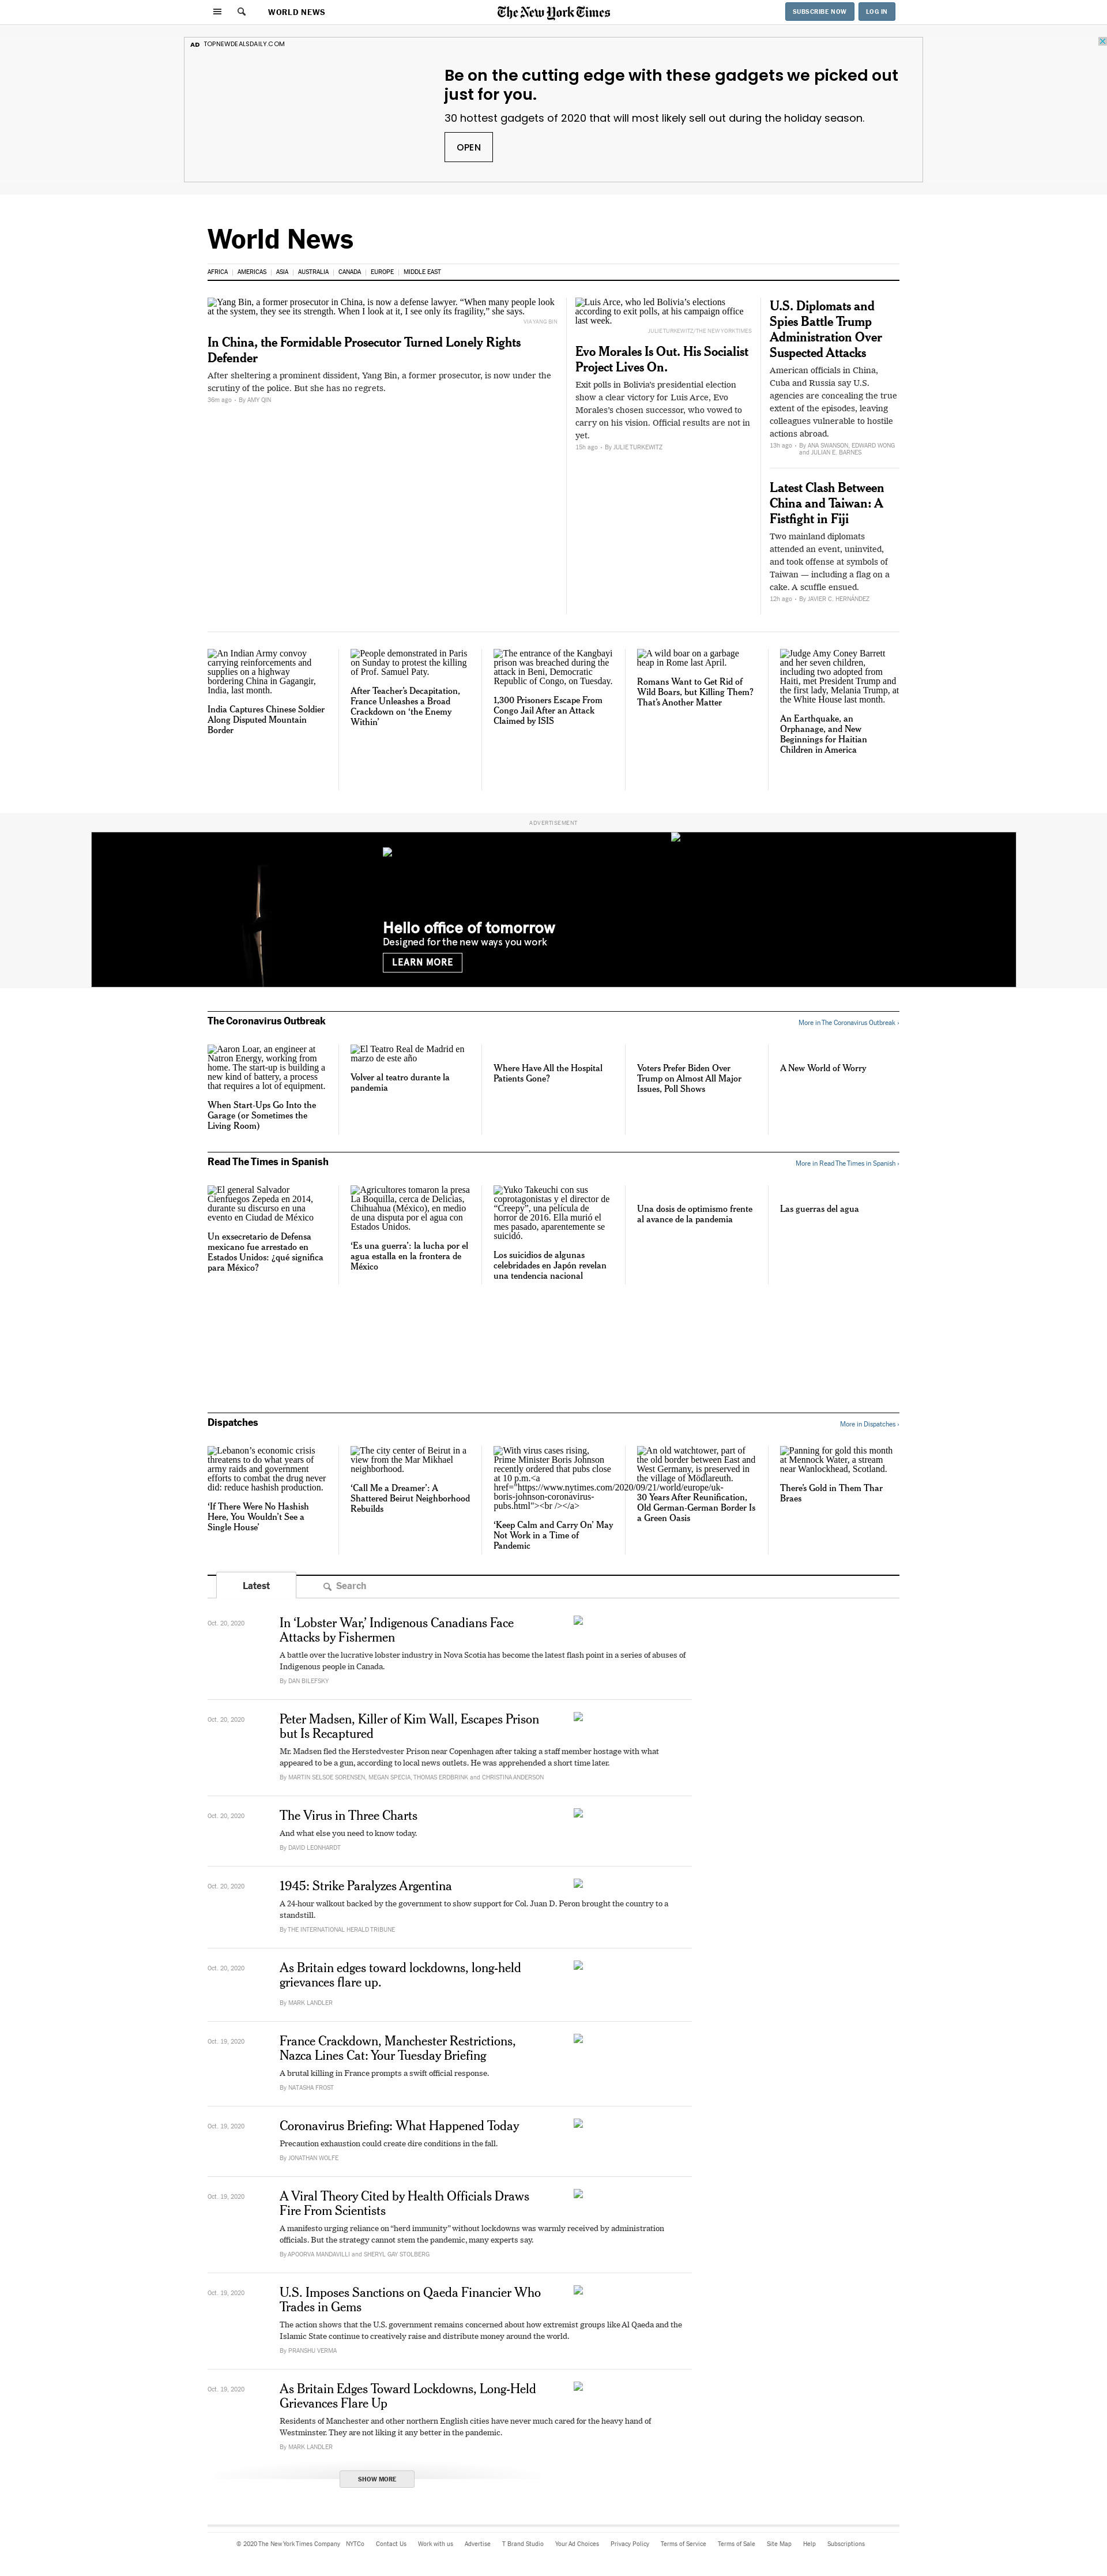 WORLD NEWS
The New York Times
SUBSCRIBE NOW
LOG IN
AD TOPNEWDEALSDAILY.COM
Be on the cutting edge with these gadgets we picked out
just for you.
30 hottest gadgets of 2020 that will most likely sell out during the holiday season.
OPEN
World News
AFRICA
AMERICAS
ASIA
AUSTRALIA
CANADA
EUROPE
MIDDLE EAST
Yang Bin, a former prosecutor in China, is now a defense lawyer. “When many people look
at the system, they see its strength. When I look at it, I see only its fragility,” she says.
VIA YANG BIN
In China, the Formidable Prosecutor Turned Lonely Rights
Defender
After sheltering a prominent dissident, Yang Bin, a former prosecutor, is now under the
scrutiny of the police. But she has no regrets.
36m ago • By AMY QIN
Luis Arce, who led Bolivia’s elections
according to exit polls, at his campaign office
last week.
JULIE TURKEWITZ/THE NEW YORK TIMES
Evo Morales Is Out. His Socialist
Project Lives On.
Exit polls in Bolivia’s presidential election
show a clear victory for Luis Arce, Evo
Morales’s chosen successor, who vowed to
carry on his vision. Official results are not in
yet.
15h ago • By JULIE TURKEWITZ
U.S. Diplomats and
Spies Battle Trump
Administration Over
Suspected Attacks
American officials in China,
Cuba and Russia say U.S.
agencies are concealing the true
extent of the episodes, leaving
colleagues vulnerable to hostile
actions abroad.
13h ago • By ANA SWANSON, EDWARD WONG
and JULIAN E. BARNES
Latest Clash Between
China and Taiwan: A
Fistfight in Fiji
Two mainland diplomats
attended an event, uninvited,
and took offense at symbols of
Taiwan — including a flag on a
cake. A scuffle ensued.
12h ago • By JAVIER C. HERNÁNDEZ
An Indian Army convoy
carrying reinforcements and
supplies on a highway
bordering China in Gagangir,
India, last month.
India Captures Chinese Soldier
Along Disputed Mountain
Border
People demonstrated in Paris
on Sunday to protest the killing
of Prof. Samuel Paty.
After Teacher’s Decapitation,
France Unleashes a Broad
Crackdown on ‘the Enemy
Within’
The entrance of the Kangbayi
prison was breached during the
attack in Beni, Democratic
Republic of Congo, on Tuesday.
1,300 Prisoners Escape From
Congo Jail After an Attack
Claimed by ISIS
A wild boar on a garbage
heap in Rome last April.
Romans Want to Get Rid of
Wild Boars, but Killing Them?
That’s Another Matter
Judge Amy Coney Barrett
and her seven children,
including two adopted from
Haiti, met President Trump and
the first lady, Melania Trump, at
the White House last month.
An Earthquake, an
Orphanage, and New
Beginnings for Haitian
Children in America
ADVERTISEMENT
Hello office of tomorrow
Designed for the new ways you work
LEARN MORE
The Coronavirus Outbreak
More in The Coronavirus Outbreak ›
Aaron Loar, an engineer at
Natron Energy, working from
home. The start-up is building a
new kind of battery, a process
that requires a lot of equipment.
When Start-Ups Go Into the
Garage (or Sometimes the
Living Room)
El Teatro Real de Madrid en
marzo de este año
Volver al teatro durante la
pandemia
Where Have All the Hospital
Patients Gone?
Voters Prefer Biden Over
Trump on Almost All Major
Issues, Poll Shows
A New World of Worry
Read The Times in Spanish
More in Read The Times in Spanish ›
El general Salvador
Cienfuegos Zepeda en 2014,
durante su discurso en una
evento en Ciudad de México
Un exsecretario de Defensa
mexicano fue arrestado en
Estados Unidos: ¿qué significa
para México?
Agricultores tomaron la presa
La Boquilla, cerca de Delicias,
Chihuahua (México), en medio
de una disputa por el agua con
Estados Unidos.
‘Es una guerra’: la lucha por el
agua estalla en la frontera de
México
Yuko Takeuchi con sus
coprotagonistas y el director de
“Creepy”, una película de
horror de 2016. Ella murió el
mes pasado, aparentemente se
suicidó.
Los suicidios de algunas
celebridades en Japón revelan
una tendencia nacional
Una dosis de optimismo frente
al avance de la pandemia
Las guerras del agua
Dispatches
More in Dispatches ›
Lebanon’s economic crisis
threatens to do what years of
army raids and government
efforts to combat the drug never
did: reduce hashish production.
‘If There Were No Hashish
Here, You Wouldn’t See a
Single House’
The city center of Beirut in a
view from the Mar Mikhael
neighborhood.
‘Call Me a Dreamer’: A
Shattered Beirut Neighborhood
Rebuilds
With virus cases rising,
Prime Minister Boris Johnson
recently ordered that pubs close
at 10 p.m.<a
href="https://www.nytimes.com/2020/09/21/world/europe/uk-
boris-johnson-coronavirus-
pubs.html"><br /></a>
‘Keep Calm and Carry On’ May
Not Work in a Time of
Pandemic
An old watchtower, part of
the old border between East and
West Germany, is preserved in
the village of Mödlareuth.
30 Years After Reunification,
Old German-German Border Is
a Green Oasis
Panning for gold this month
at Mennock Water, a stream
near Wanlockhead, Scotland.
There’s Gold in Them Thar
Braes
Latest
Search
Oct. 20, 2020
In ‘Lobster War,’ Indigenous Canadians Face
Attacks by Fishermen
A battle over the lucrative lobster industry in Nova Scotia has become the latest flash point in a series of abuses of
Indigenous people in Canada.
By DAN BILEFSKY
Oct. 20, 2020
Peter Madsen, Killer of Kim Wall, Escapes Prison
but Is Recaptured
Mr. Madsen fled the Herstedvester Prison near Copenhagen after taking a staff member hostage with what
appeared to be a gun, according to local news outlets. He was apprehended a short time later.
By MARTIN SELSOE SORENSEN, MEGAN SPECIA, THOMAS ERDBRINK and CHRISTINA ANDERSON
Oct. 20, 2020
The Virus in Three Charts
And what else you need to know today.
By DAVID LEONHARDT
Oct. 20, 2020
1945: Strike Paralyzes Argentina
A 24-hour walkout backed by the government to show support for Col. Juan D. Peron brought the country to a
standstill.
By THE INTERNATIONAL HERALD TRIBUNE
Oct. 20, 2020
As Britain edges toward lockdowns, long-held
grievances flare up.
By MARK LANDLER
Oct. 19, 2020
France Crackdown, Manchester Restrictions,
Nazca Lines Cat: Your Tuesday Briefing
A brutal killing in France prompts a swift official response.
By NATASHA FROST
Oct. 19, 2020
Coronavirus Briefing: What Happened Today
Precaution exhaustion could create dire conditions in the fall.
By JONATHAN WOLFE
Oct. 19, 2020
A Viral Theory Cited by Health Officials Draws
Fire From Scientists
A manifesto urging reliance on “herd immunity” without lockdowns was warmly received by administration
officials. But the strategy cannot stem the pandemic, many experts say.
By APOORVA MANDAVILLI and SHERYL GAY STOLBERG
Oct. 19, 2020
U.S. Imposes Sanctions on Qaeda Financier Who
Trades in Gems
The action shows that the U.S. government remains concerned about how extremist groups like Al Qaeda and the
Islamic State continue to creatively raise and distribute money around the world.
By PRANSHU VERMA
Oct. 19, 2020
As Britain Edges Toward Lockdowns, Long-Held
Grievances Flare Up
Residents of Manchester and other northern English cities have never much cared for the heavy hand of
Westminster. They are not liking it any better in the pandemic.
By MARK LANDLER
SHOW MORE
© 2020 The New York Times Company NYTCo Contact Us Work with us Advertise T Brand Studio Your Ad Choices Privacy Policy Terms of Service Terms of Sale Site Map Help Subscriptions